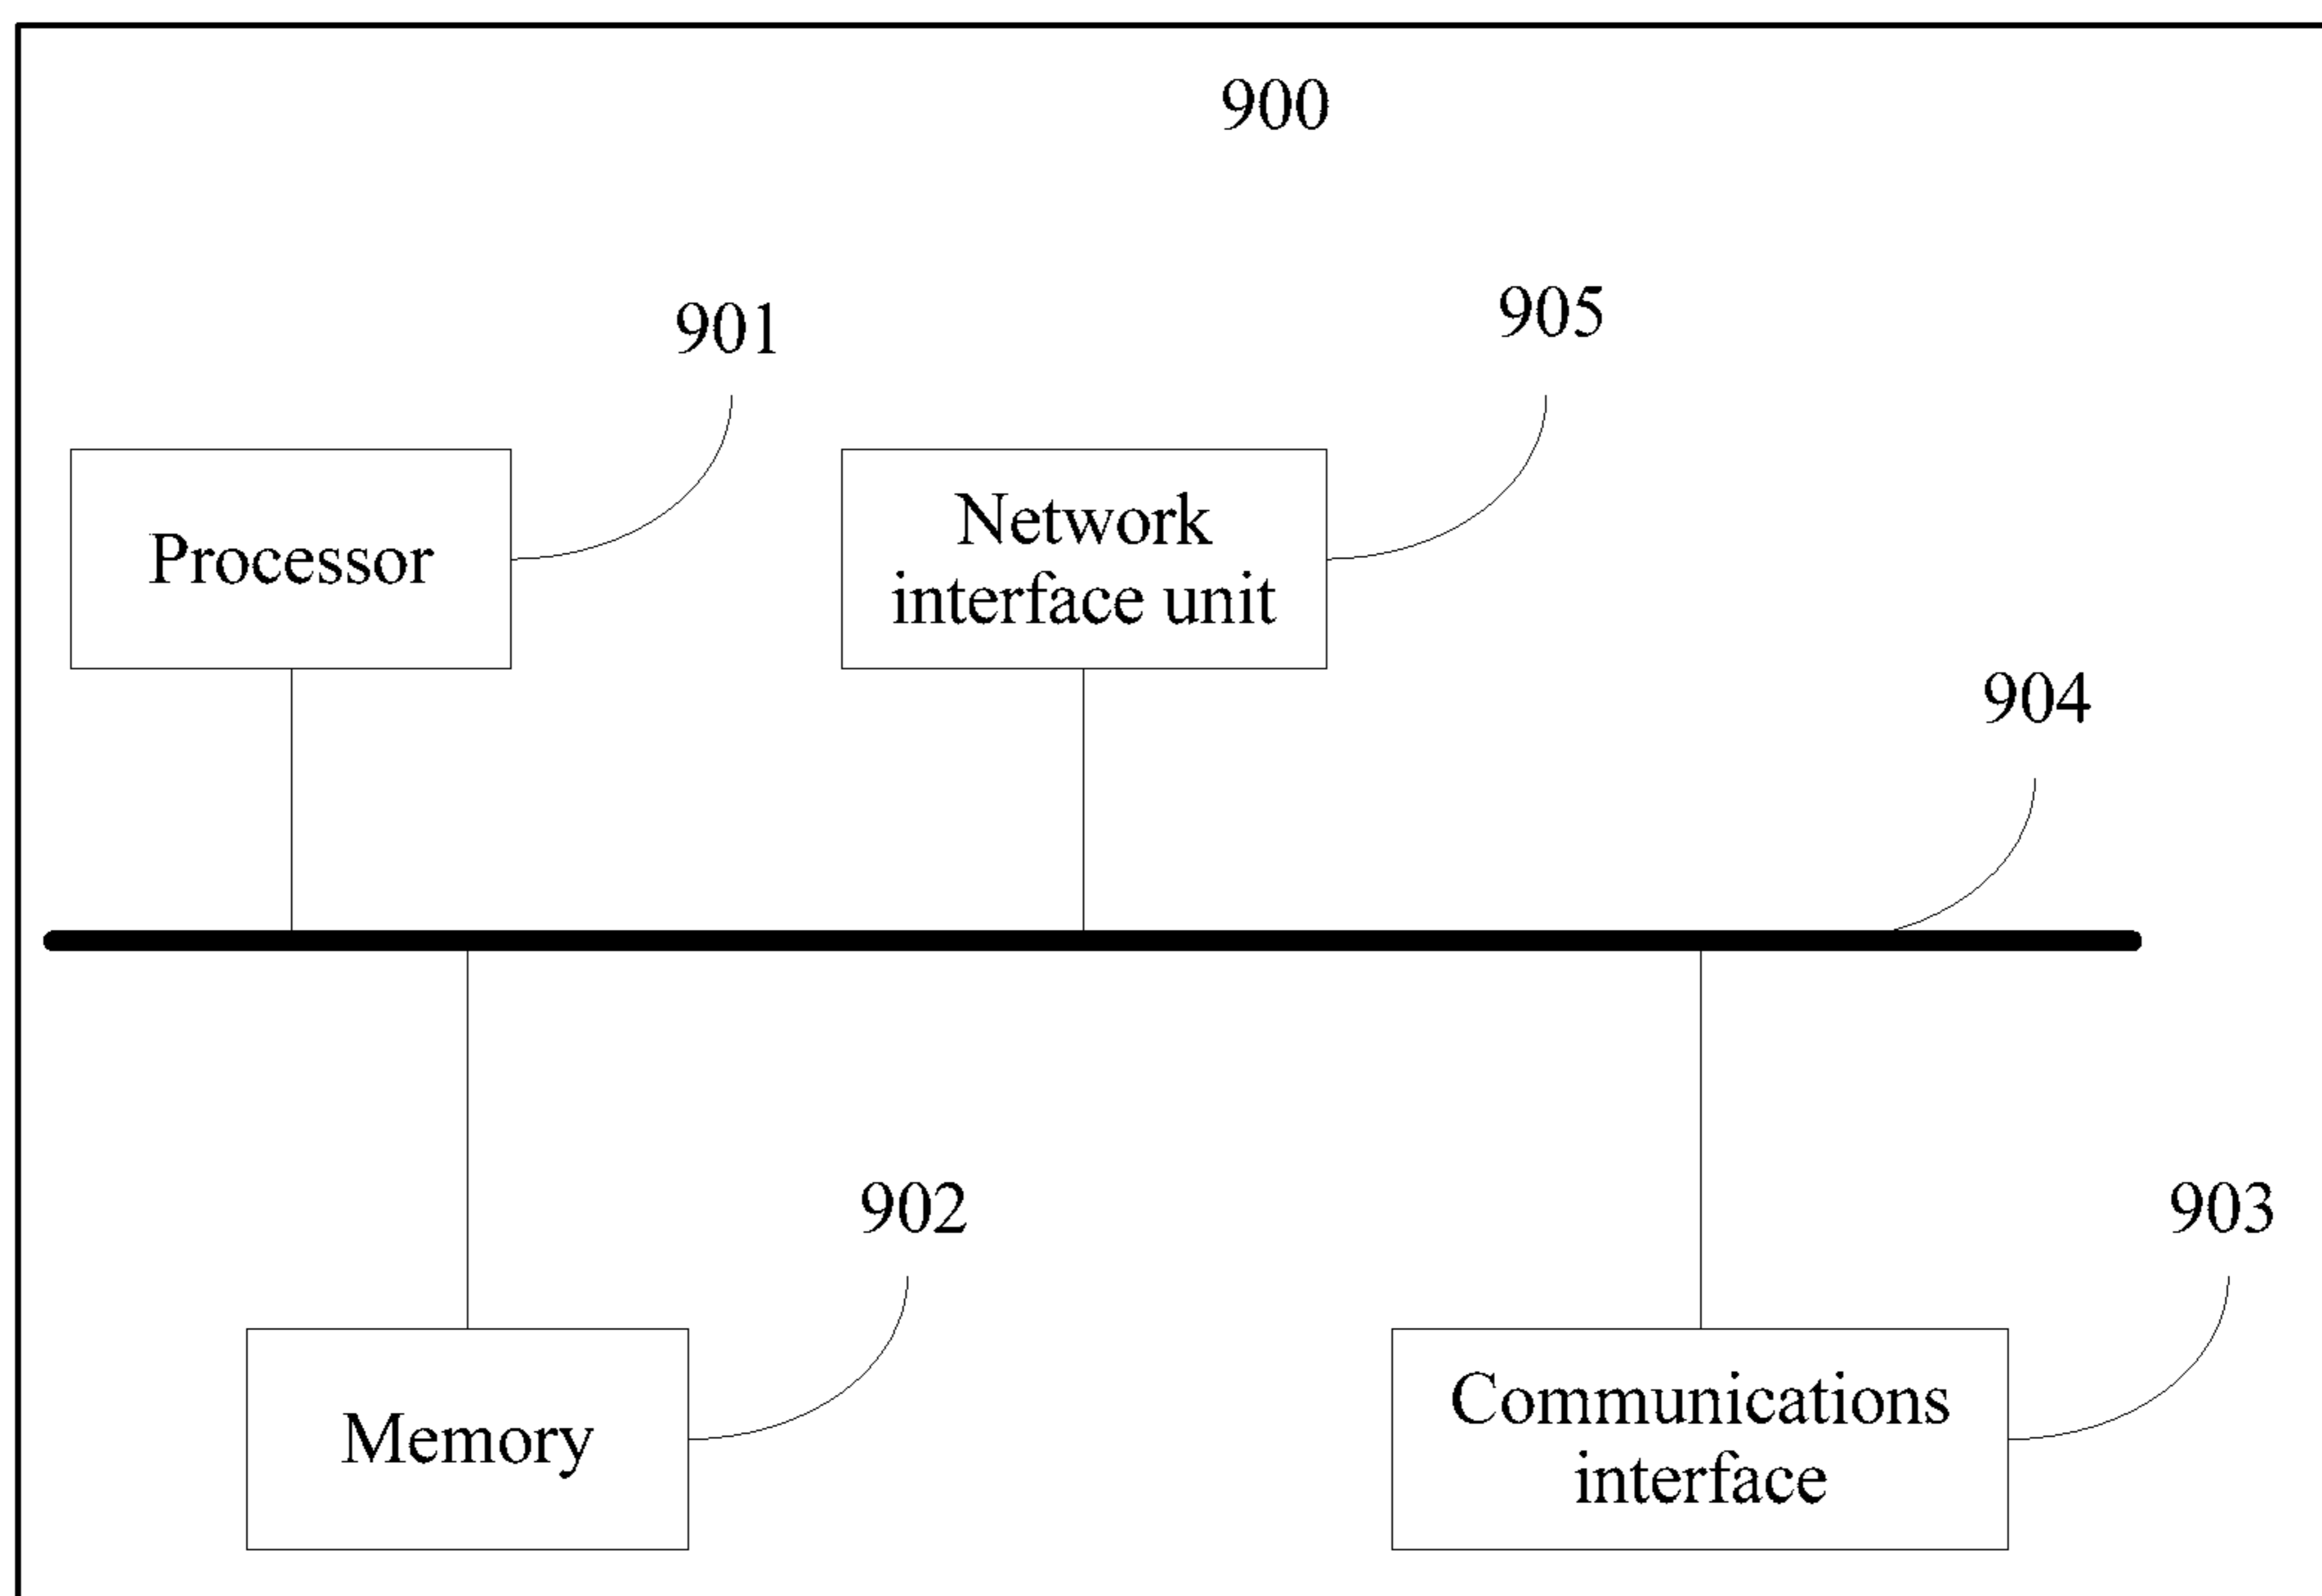 900
901
905
Processor
Network
interface unit
904
902
903
Memory
Communications
interface